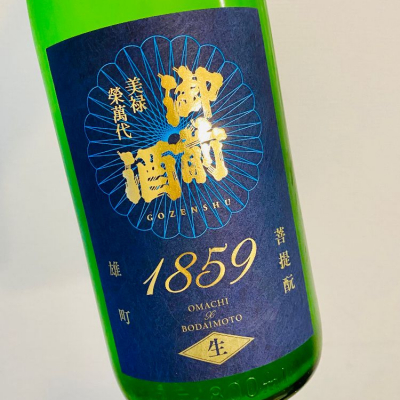 美禄
榮萬代
御前
酒
GOZENSHU
1859
雄町
菩提酛
OMACHI
&
BODAIMOTO
生